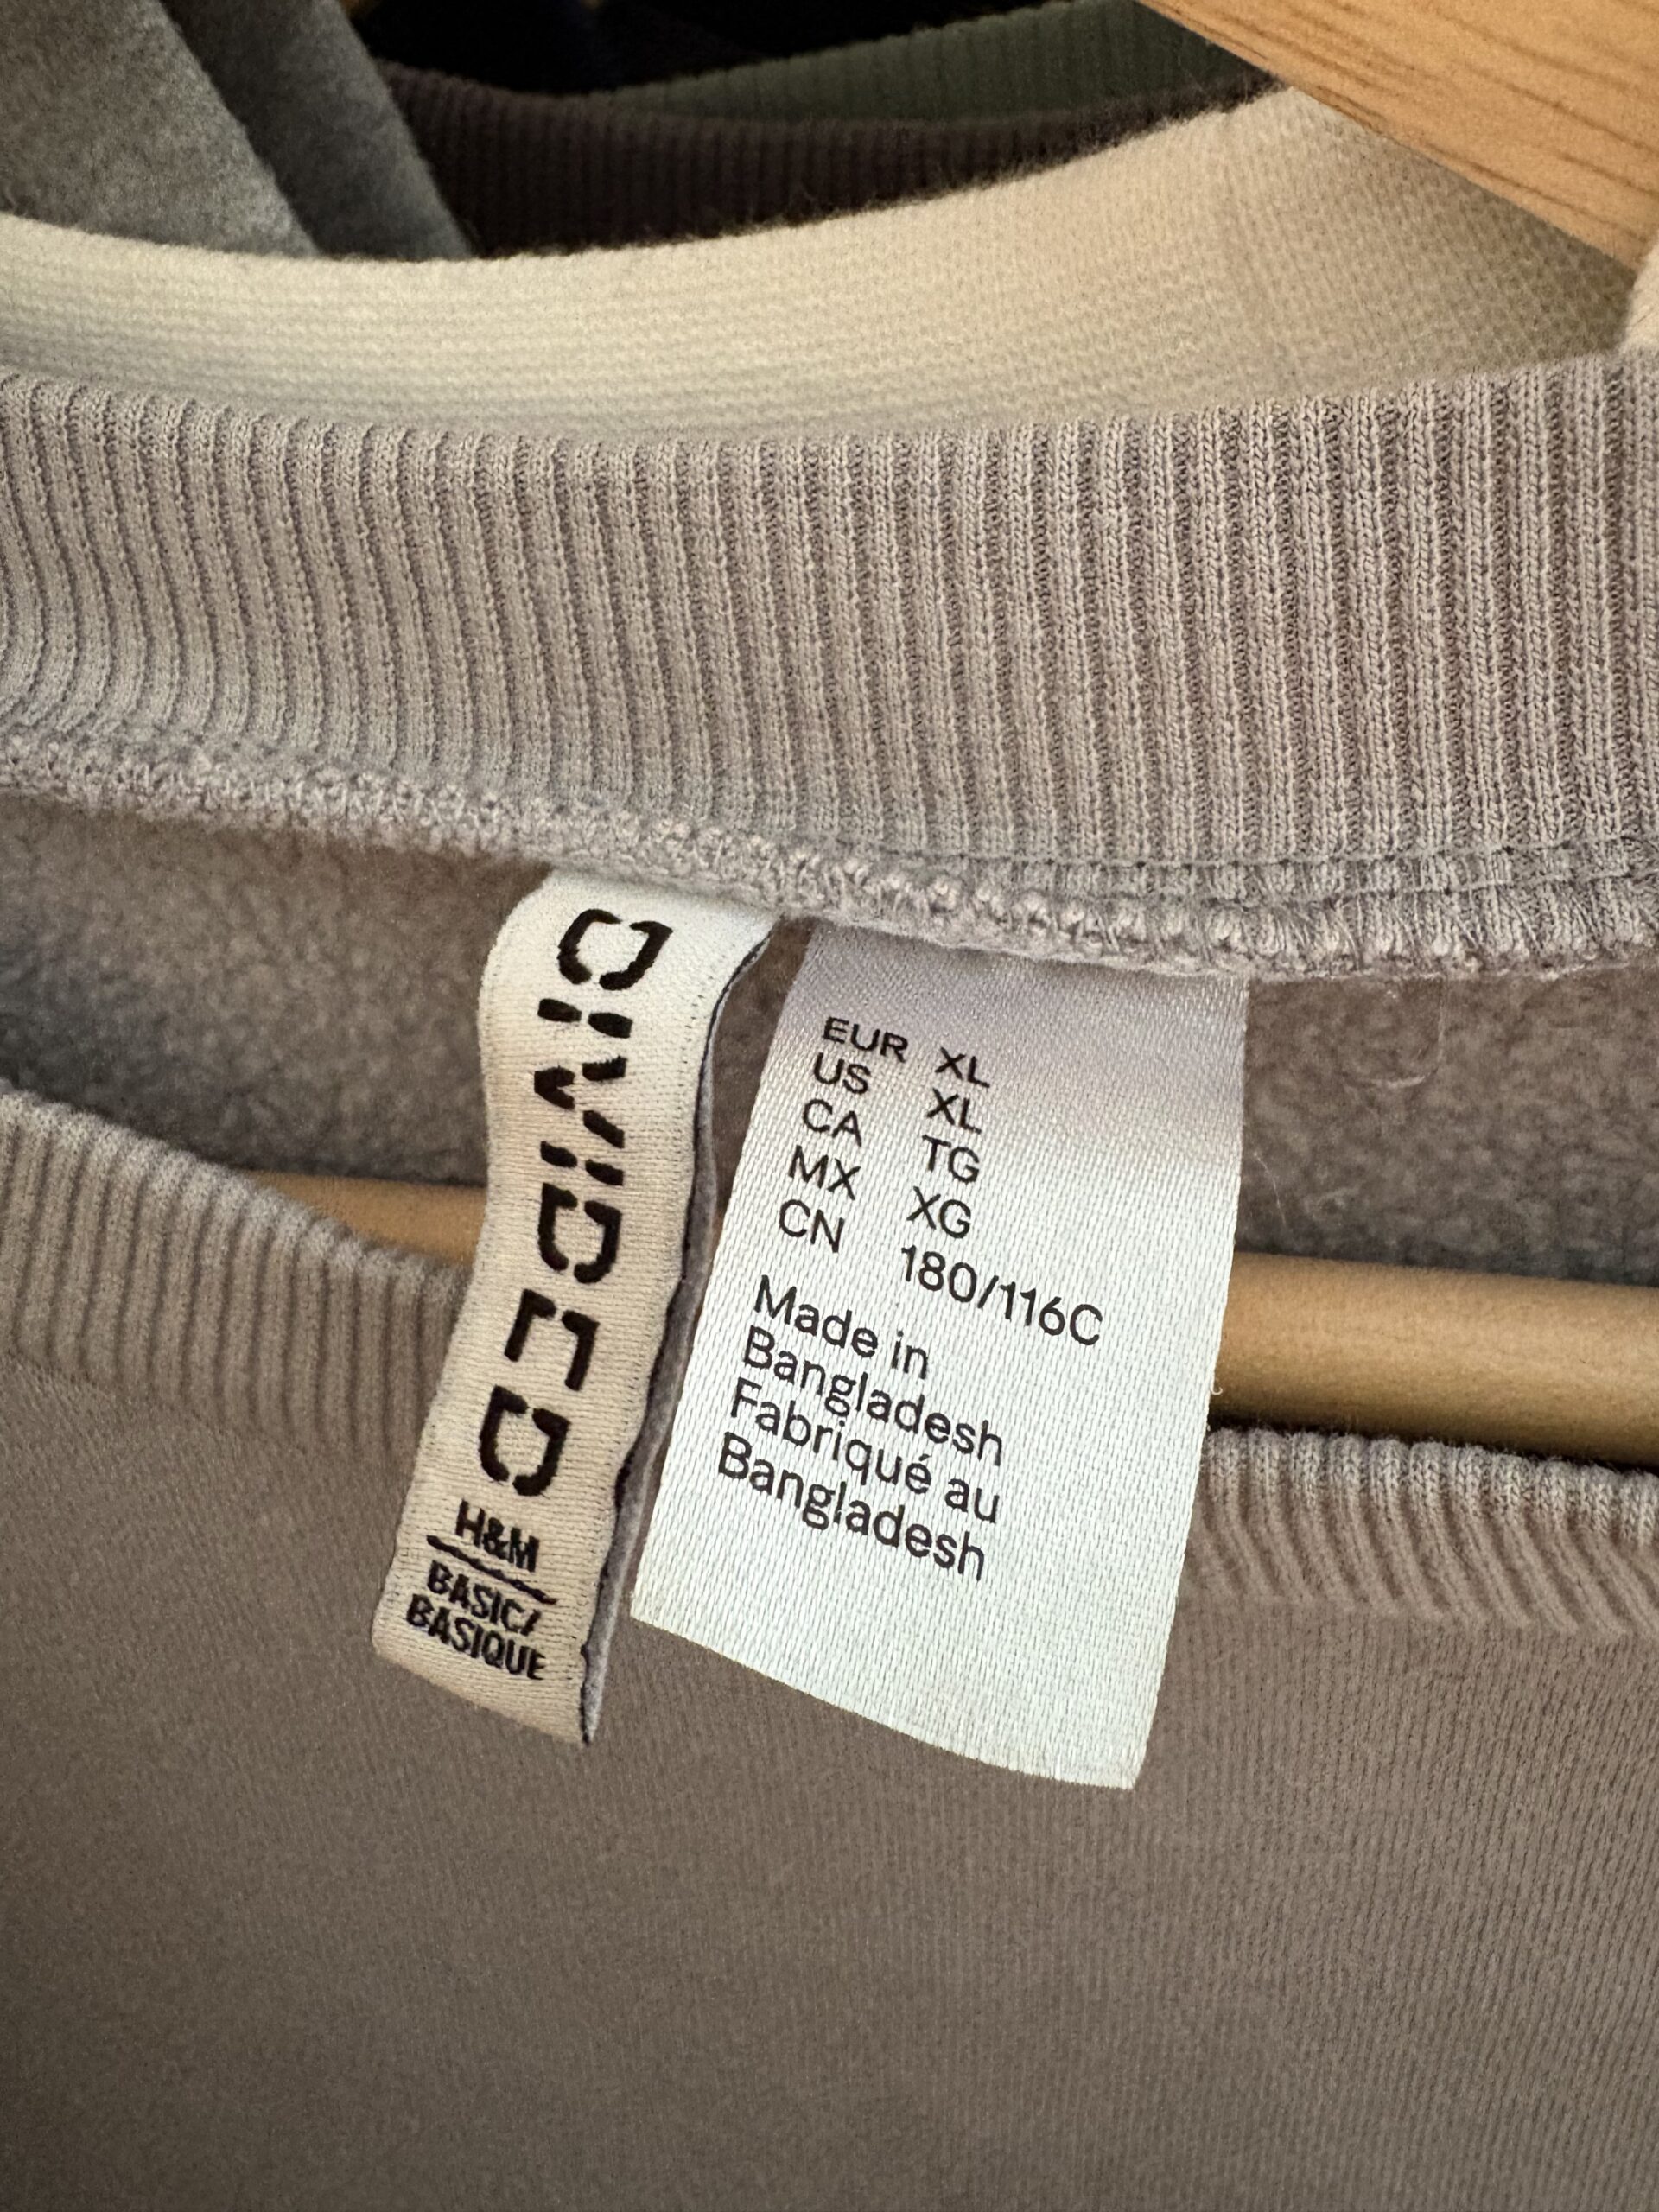 DIVIDED
H&M
BASIC/
BASIQUE
EUR XL
US XL
CA TG
MX XG
CN 180/116C
Made in
Bangladesh
Fabriqué au
Bangladesh